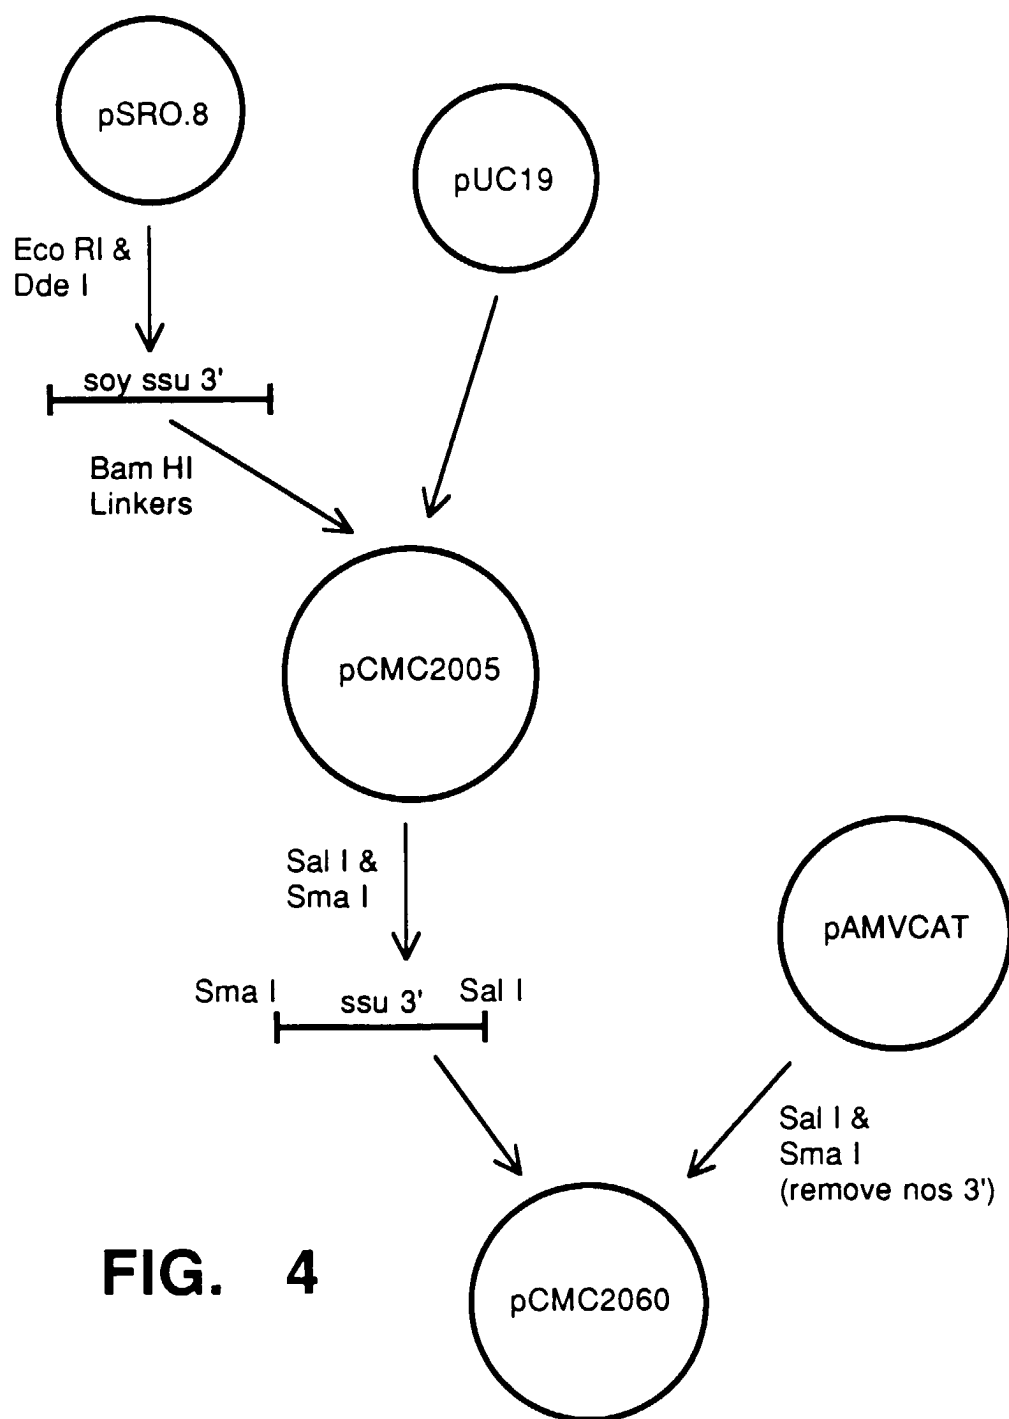 pSRO.8
pUC19
Eco RI &
Dde I
soy ssu 3'
Bam HI
Linkers
pCMC2005
Sal I &
Sma I
pAMVCAT
Sma I
ssu 3'
Sal I
Sal I &
Sma I
(remove nos 3')
FIG. 4
pCMC2060